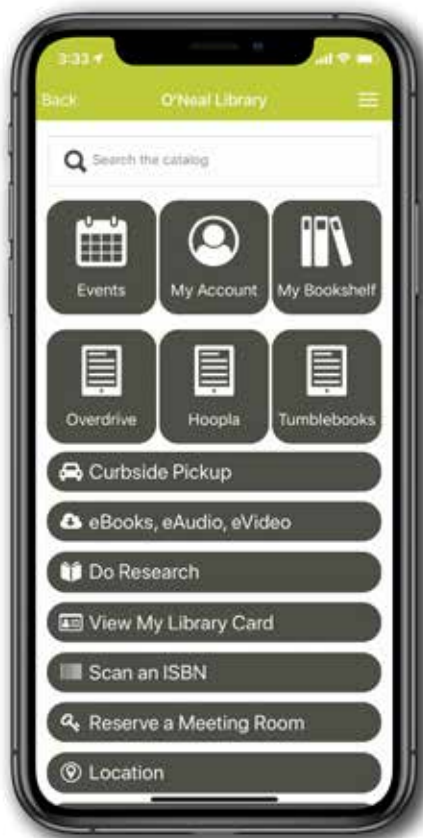 3:33
Back O'Neal Library
Search the catalog
Events My Account My Bookshelf
Overdrive Hoopla Tumblebooks
Curbside Pickup
eBooks, eAudio, eVideo
Do Research
View My Library Card
Scan an ISBN
Reserve a Meeting Room
Location